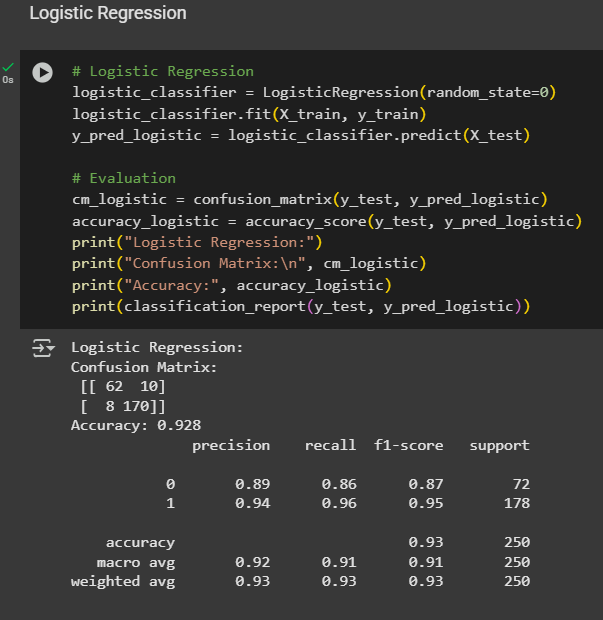 Logistic Regression
0s
# Logistic Regression
logistic_classifier = LogisticRegression(random_state=0)
logistic_classifier.fit(X_train, y_train)
y_pred_logistic = logistic_classifier.predict(X_test)
# Evaluation
cm_logistic = confusion_matrix(y_test, y_pred_logistic)
accuracy_logistic = accuracy_score(y_test, y_pred_logistic)
print("Logistic Regression:")
print("Confusion Matrix:\n", cm_logistic)
print("Accuracy:", accuracy_logistic)
print(classification_report(y_test, y_pred_logistic))
Logistic Regression:
Confusion Matrix:
[[ 62  10]
[  8 170]]
Accuracy: 0.928
precision    recall  f1-score   support
0       0.89      0.86      0.87        72
1       0.94      0.96      0.95       178
accuracy                           0.93       250
macro avg       0.92      0.91      0.91       250
weighted avg       0.93      0.93      0.93       250